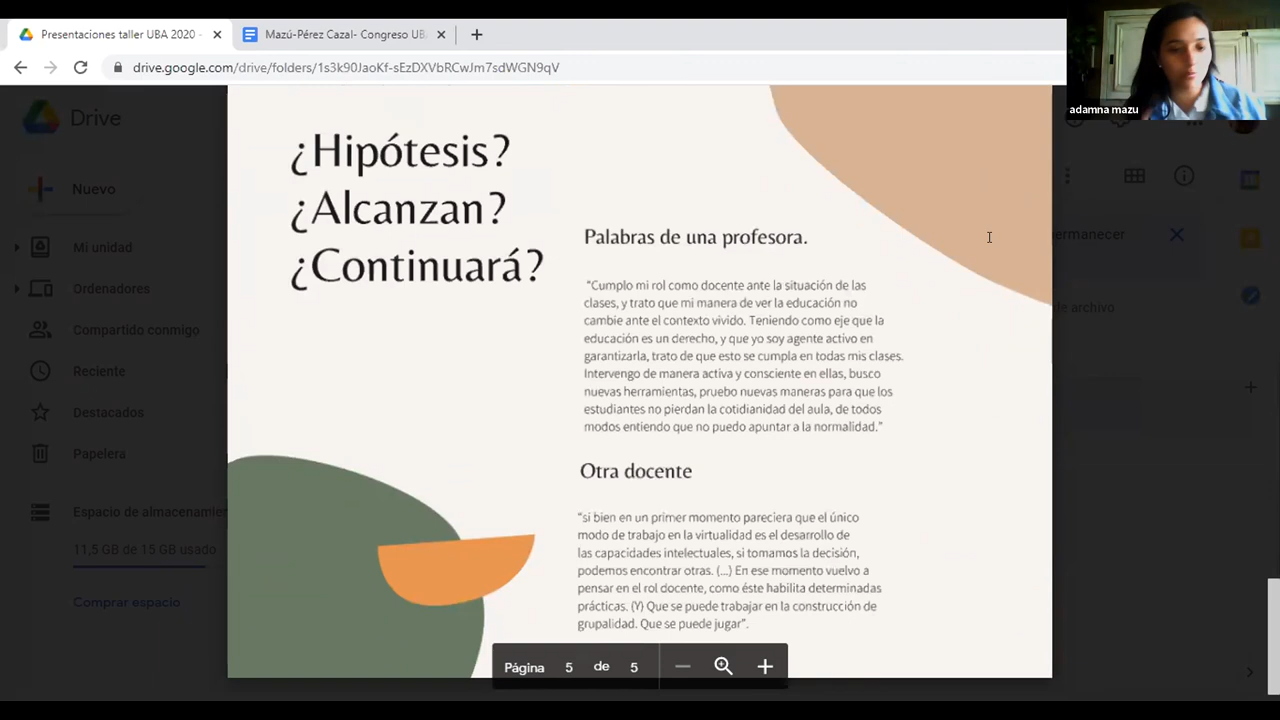 Presentaciones taller UBA 2020 -
Mazú-Pérez Cazal- Congreso UB
drive.google.com/drive/folders/1s3k90JaoKf-sEzDXVbRCwJm7sdWGN9qV
adamna mazu
Drive
Nuevo
Mi unidad
Ordenadores
Compartido conmigo
Reciente
Destacados
Papelera
Espacio de almacenamien
11,5 GB de 15 GB usado
Comprar espacio
¿Hipótesis?
¿Alcanzan?
¿Continuará?
Palabras de una profesora.
"Cumplo mi rol como docente ante la situación de las
clases, y trato que mi manera de ver la educación no
cambie ante el contexto vivido. Teniendo como eje que la
educación es un derecho, y que yo soy agente activo en
garantizarla, trato de que esto se cumpla en todas mis clases.
Intervengo de manera activa y consciente en ellas, busco
nuevas herramientas, pruebo nuevas maneras para que los
estudiantes no pierdan la cotidianidad del aula, de todos
modos entiendo que no puedo apuntar a la normalidad."
Otra docente
"si bien en un primer momento pareciera que el único
modo de trabajo en la virtualidad es el desarrollo de
las capacidades intelectuales, si tomamos la decisión,
podemos encontrar otras. (...) En ese momento vuelvo a
pensar en el rol docente, como éste habilita determinadas
prácticas. (Y) Que se puede trabajar en la construcción de
grupalidad. Que se puede jugar".
ermanecer
archivo
Página 5 de 5